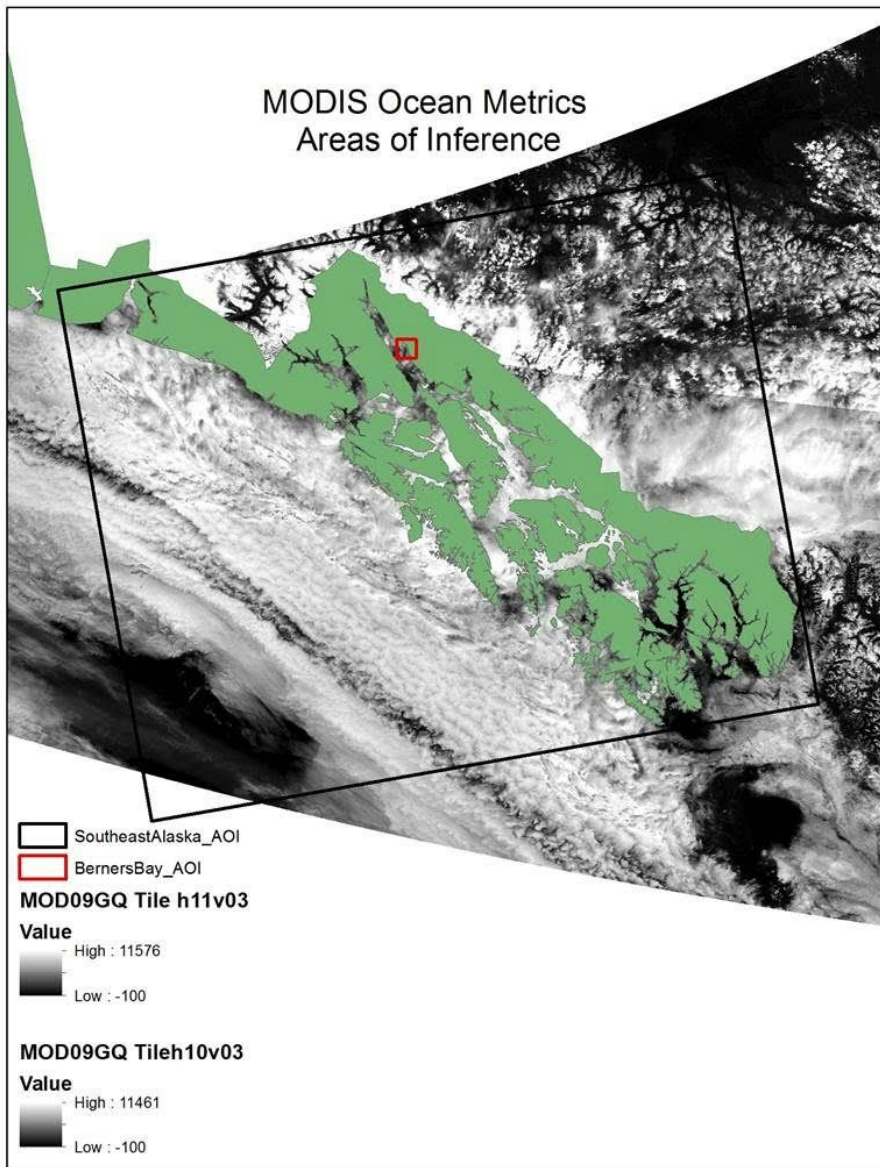 MODIS Ocean Metrics
Areas of Inference
SoutheastAlaska_AOI
BernersBay_AOI
MOD09GQ Tile h11v03
Value
High : 11576
Low : -100
MOD09GQ Tileh10v03
Value
High : 11461
Low : -100